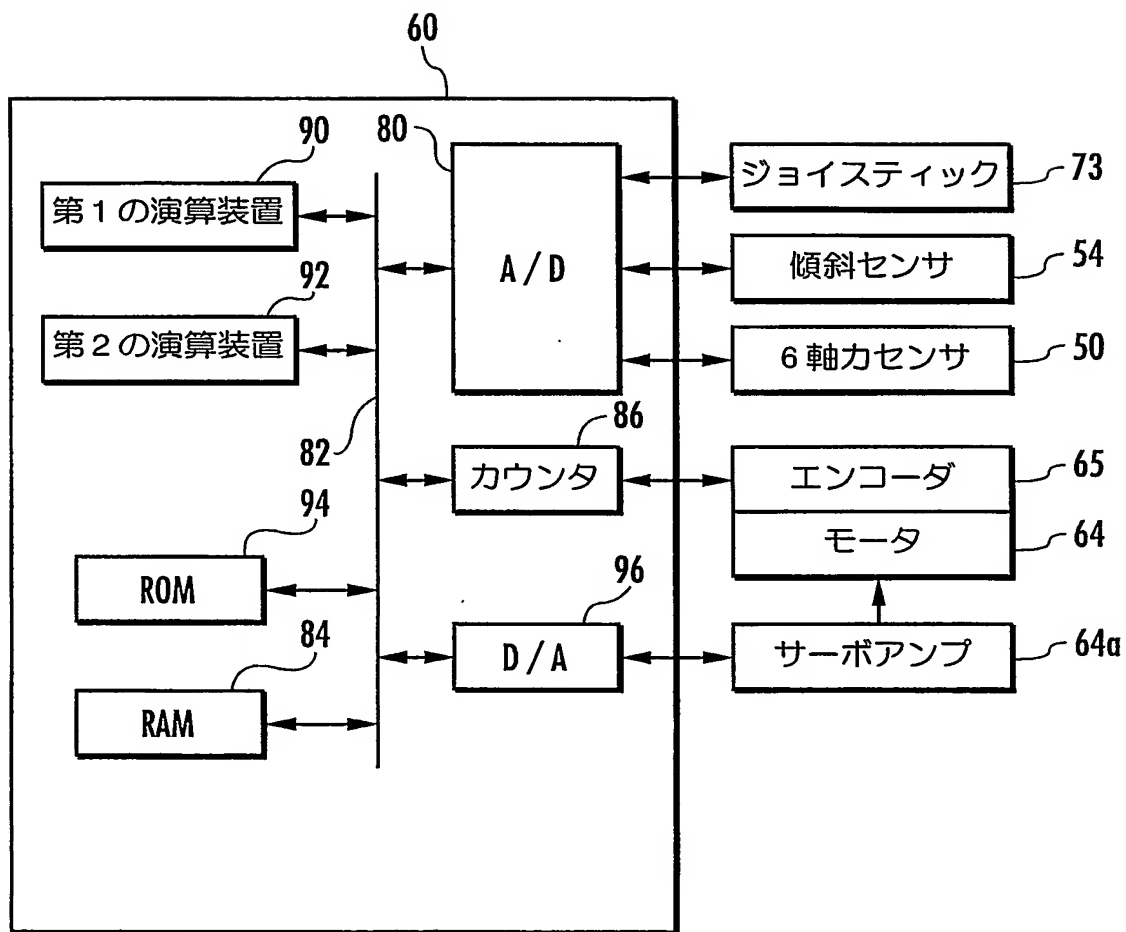 60
90
80
第１の演算装置
ジョイスティック
73
92
A/D
傾斜センサ
54
第２の演算装置
６軸力センサ
50
82
86
カウンタ
エンコーダ
65
94
モータ
64
ROM
96
84
D/A
サーボアンプ
64a
RAM